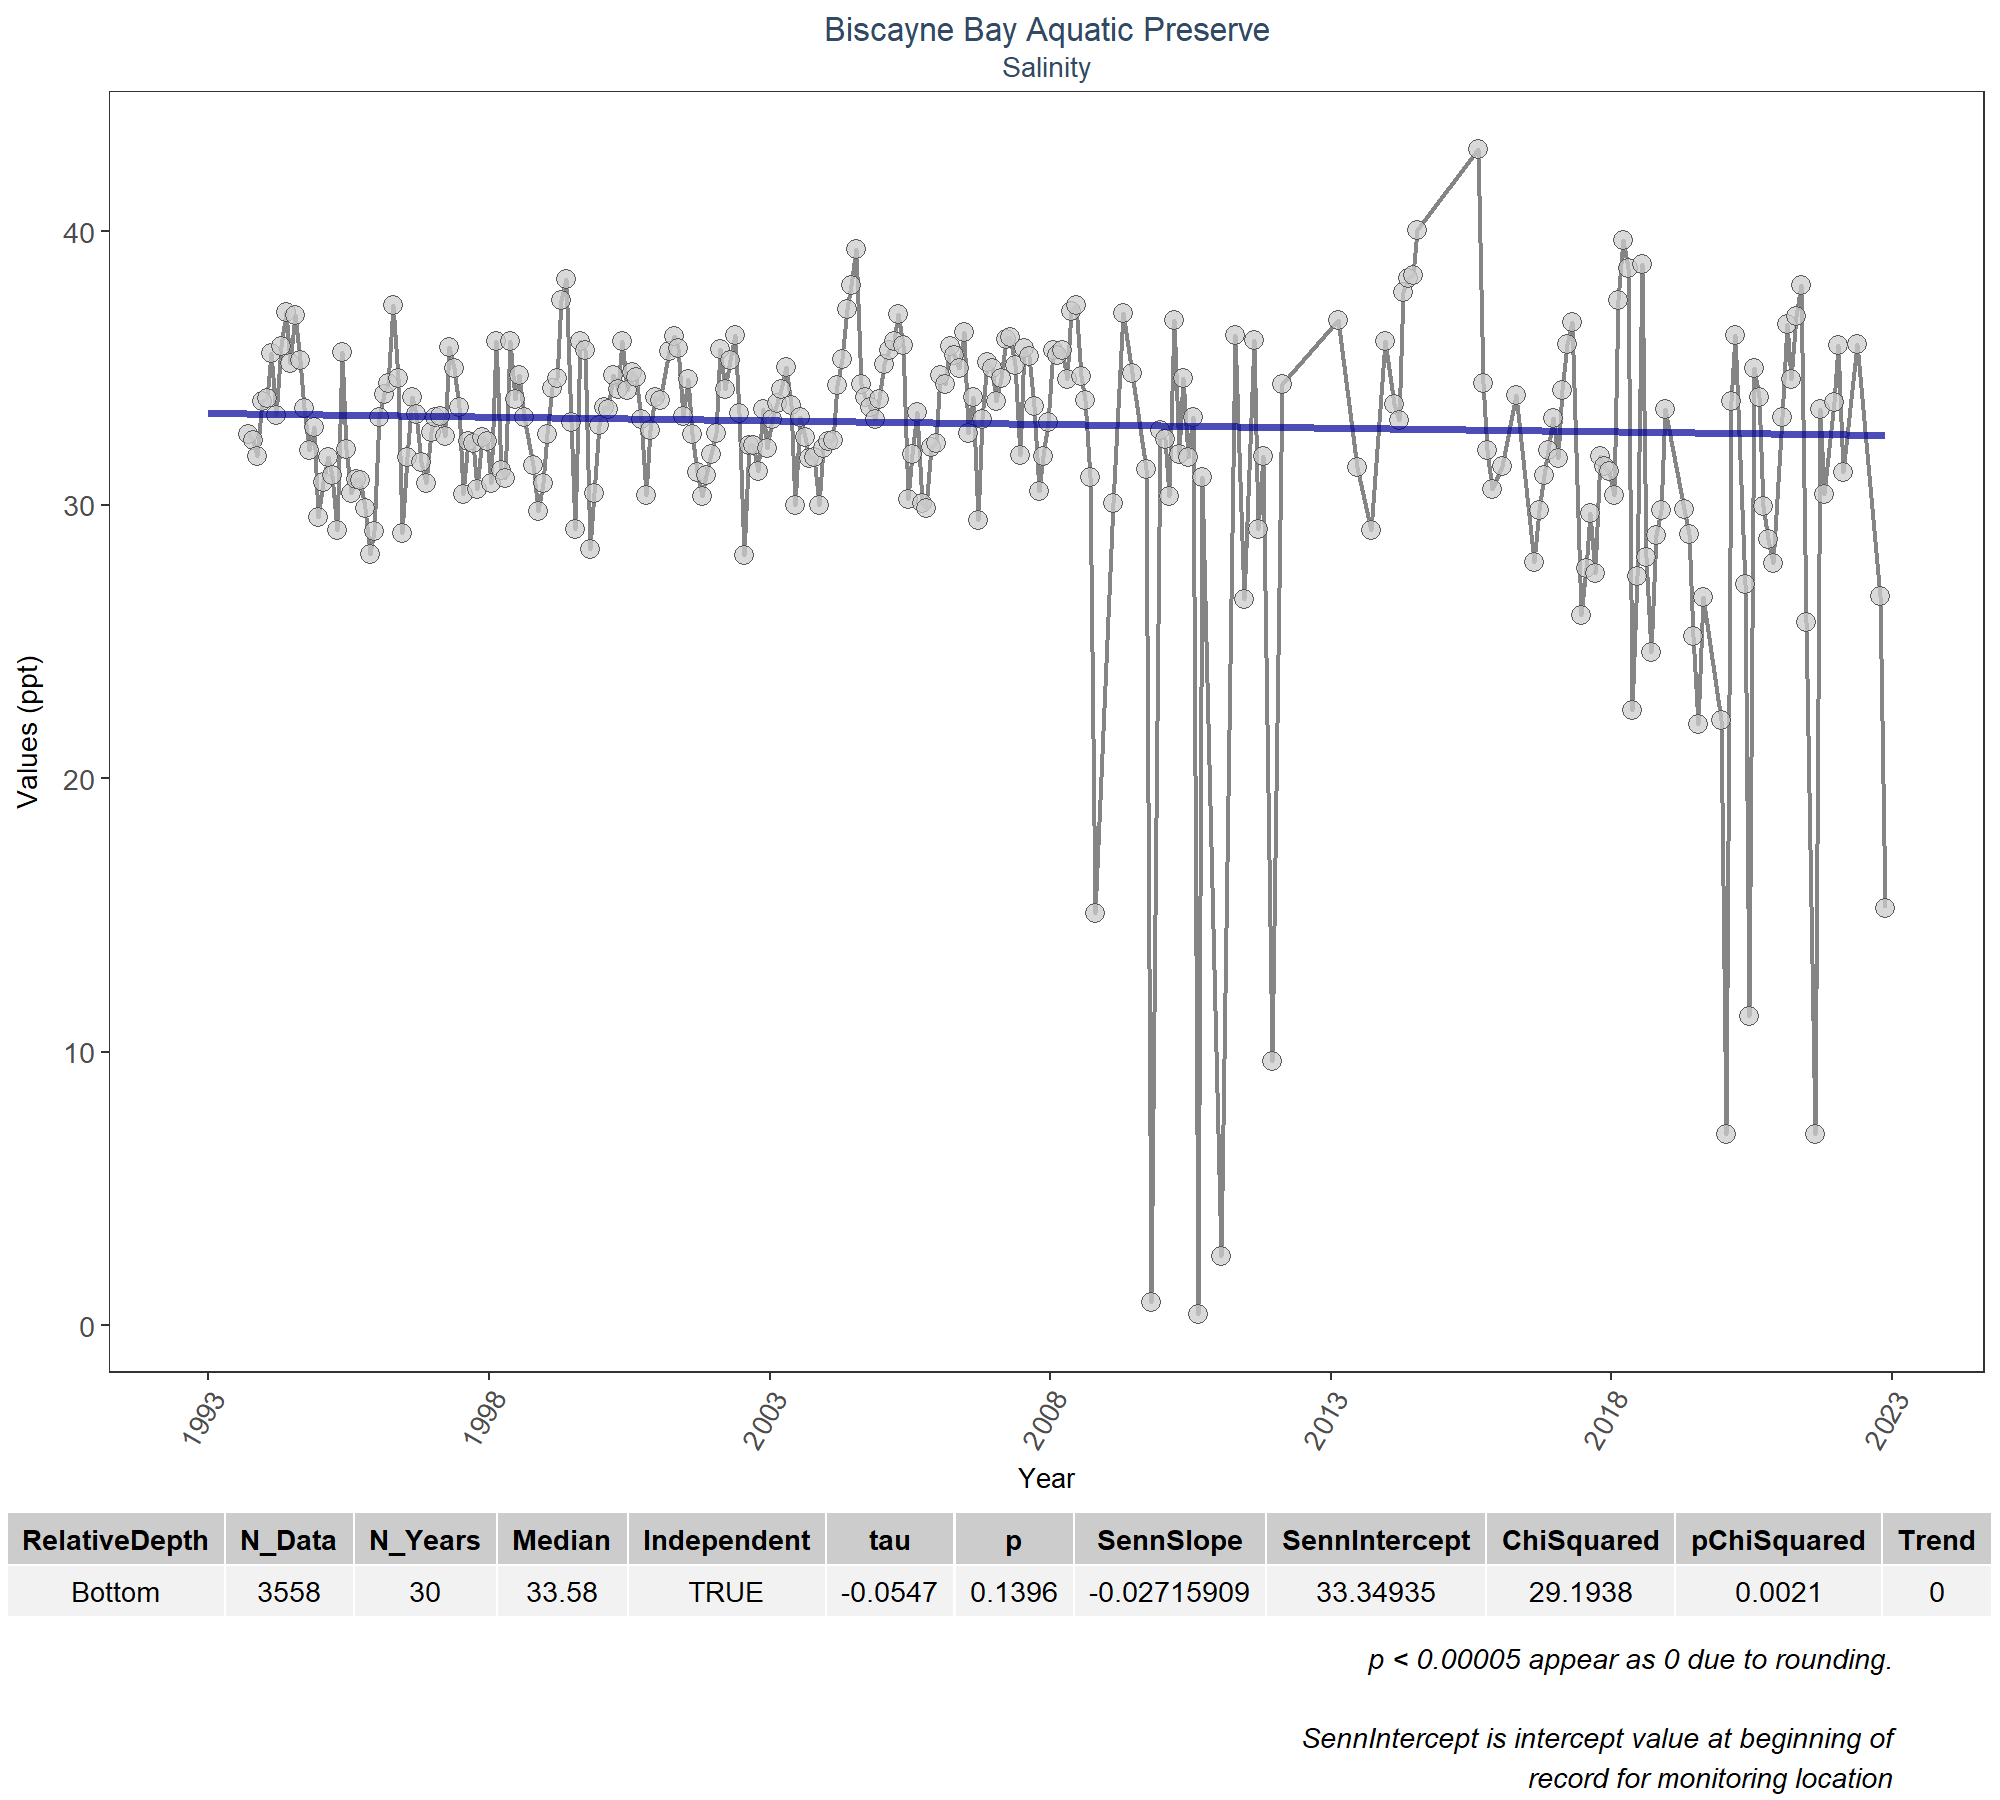 Biscayne Bay Aquatic Preserve
Salinity
40
30
20
10
0
Values (ppt)
1993
1998
2003
2008
2013
2018
2023
Year
RelativeDepth N_Data N_Years Median Independent tau p SennSlope SennIntercept ChiSquared pChiSquared Trend
Bottom 3558 30 33.58 TRUE -0.0547 0.1396 -0.02715909 33.34935 29.1938 0.0021 0
p < 0.00005 appear as 0 due to rounding.
SennIntercept is intercept value at beginning of
record for monitoring location